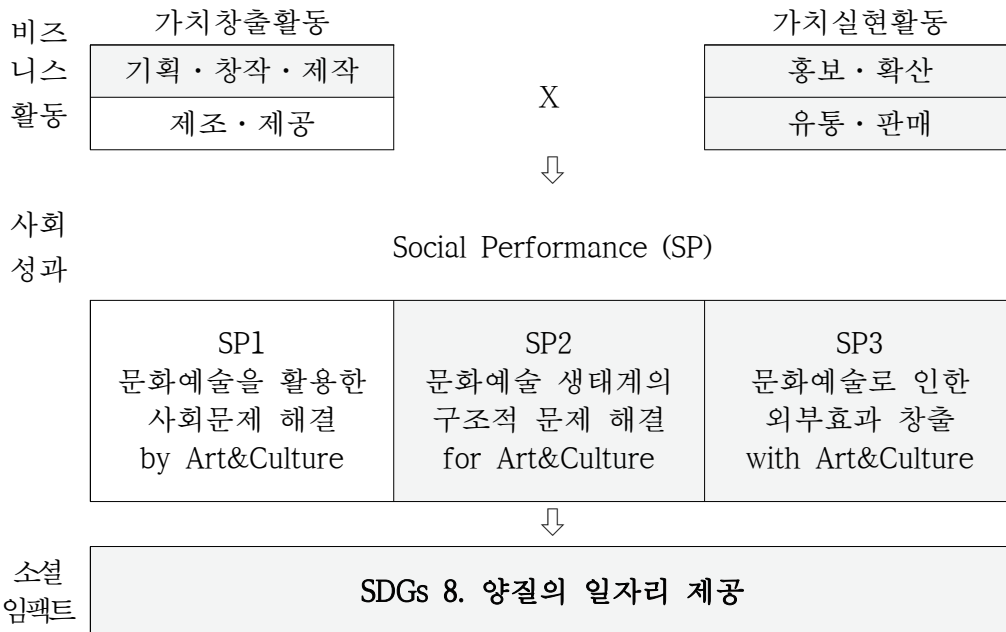 비즈
니스
활동
가치창출활동
기획·창작·제작
제조·제공
X
가치실현활동
홍보·확산
유통·판매
⇩
사회
성과
Social Performance (SP)
SP1
문화예술을 활용한
사회문제 해결
by Art&Culture
SP2
문화예술 생태계의
구조적 문제 해결
for Art&Culture
SP3
문화예술로 인한
외부효과 창출
with Art&Culture
⇩
소셜
임팩트
SDGs 8. 양질의 일자리 제공